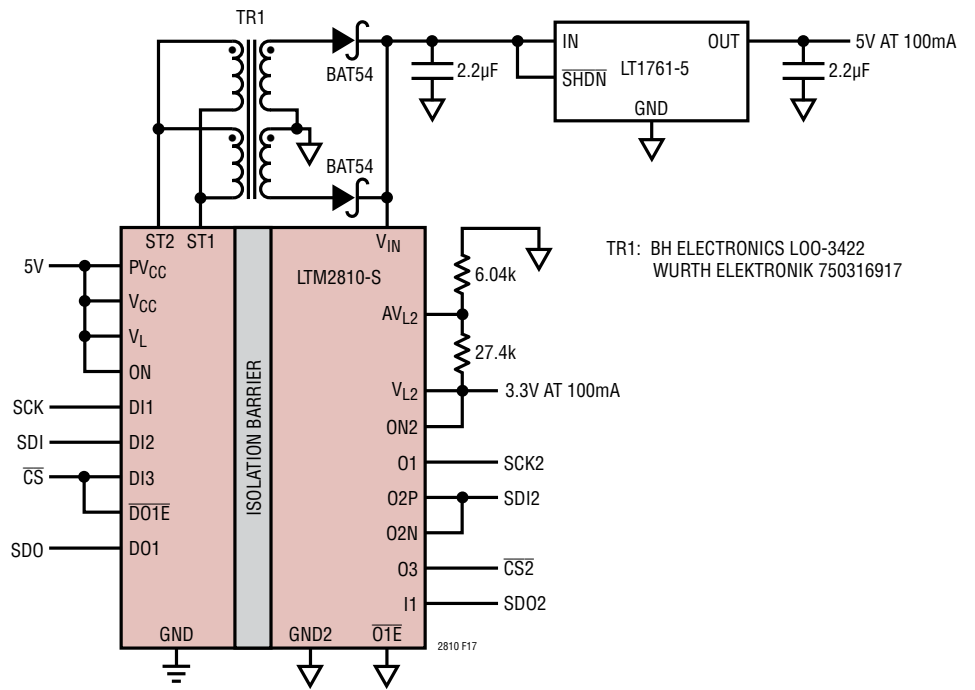 TR1
BAT54
2.2µF
IN
OUT
5V AT 100mA
SHDN
LT1761-5
2.2µF
GND
BAT54
ST2 ST1
VIN
TR1: BH ELECTRONICS LOO-3422
WURTH ELEKTRONIK 750316917
5V
PVCC
LTM2810-S
6.04k
VCC
AVL2
VL
27.4k
ON
VL2
3.3V AT 100mA
ISOLATION BARRIER
SCK
DI1
ON2
SDI
DI2
O1
SCK2
CS
DI3
O2P
SDI2
DO1E
O2N
SDO
DO1
O3
CS2
I1
SDO2
GND
GND2
O1E
2810 F17